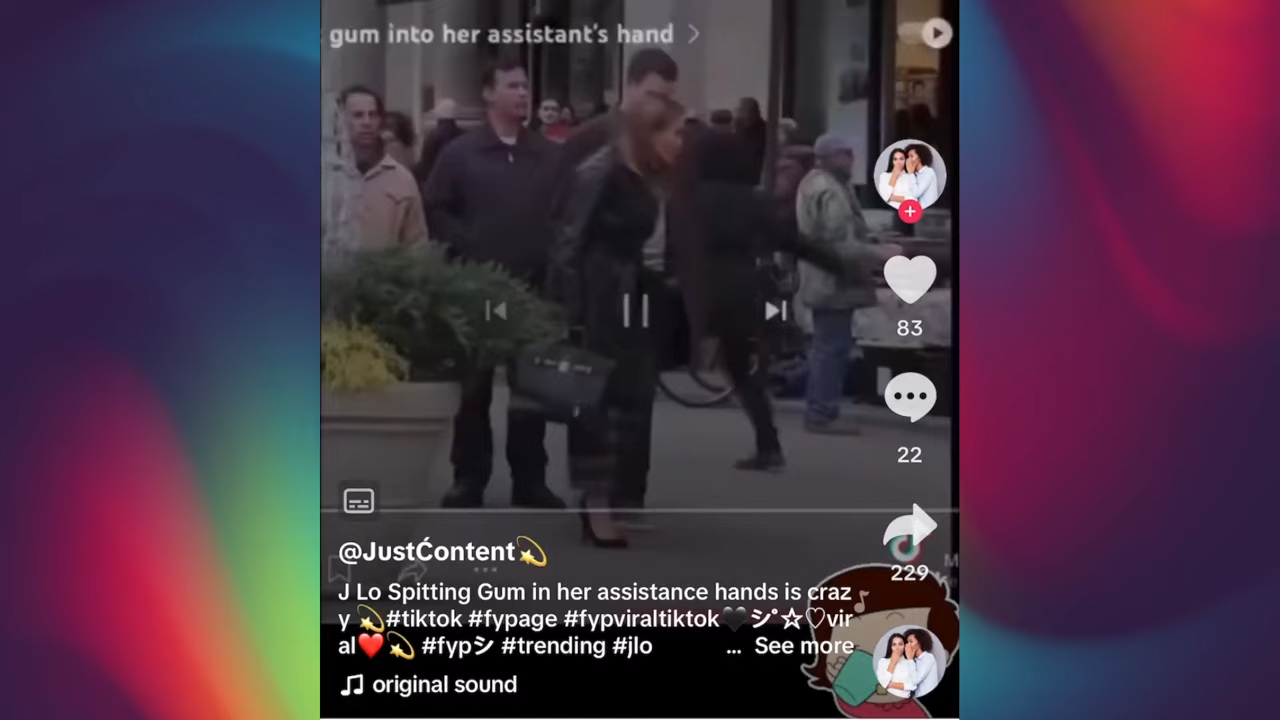 gum into her assistant's hand
83
22
229
@JustĆontent💫
J Lo Spitting Gum in her assistance hands is craz
y 💫#tiktok #fypage #fypviraltiktok🖤シ゚☆♡vir
al❤️💫 #fypシ #trending #jlo ... See more
original sound